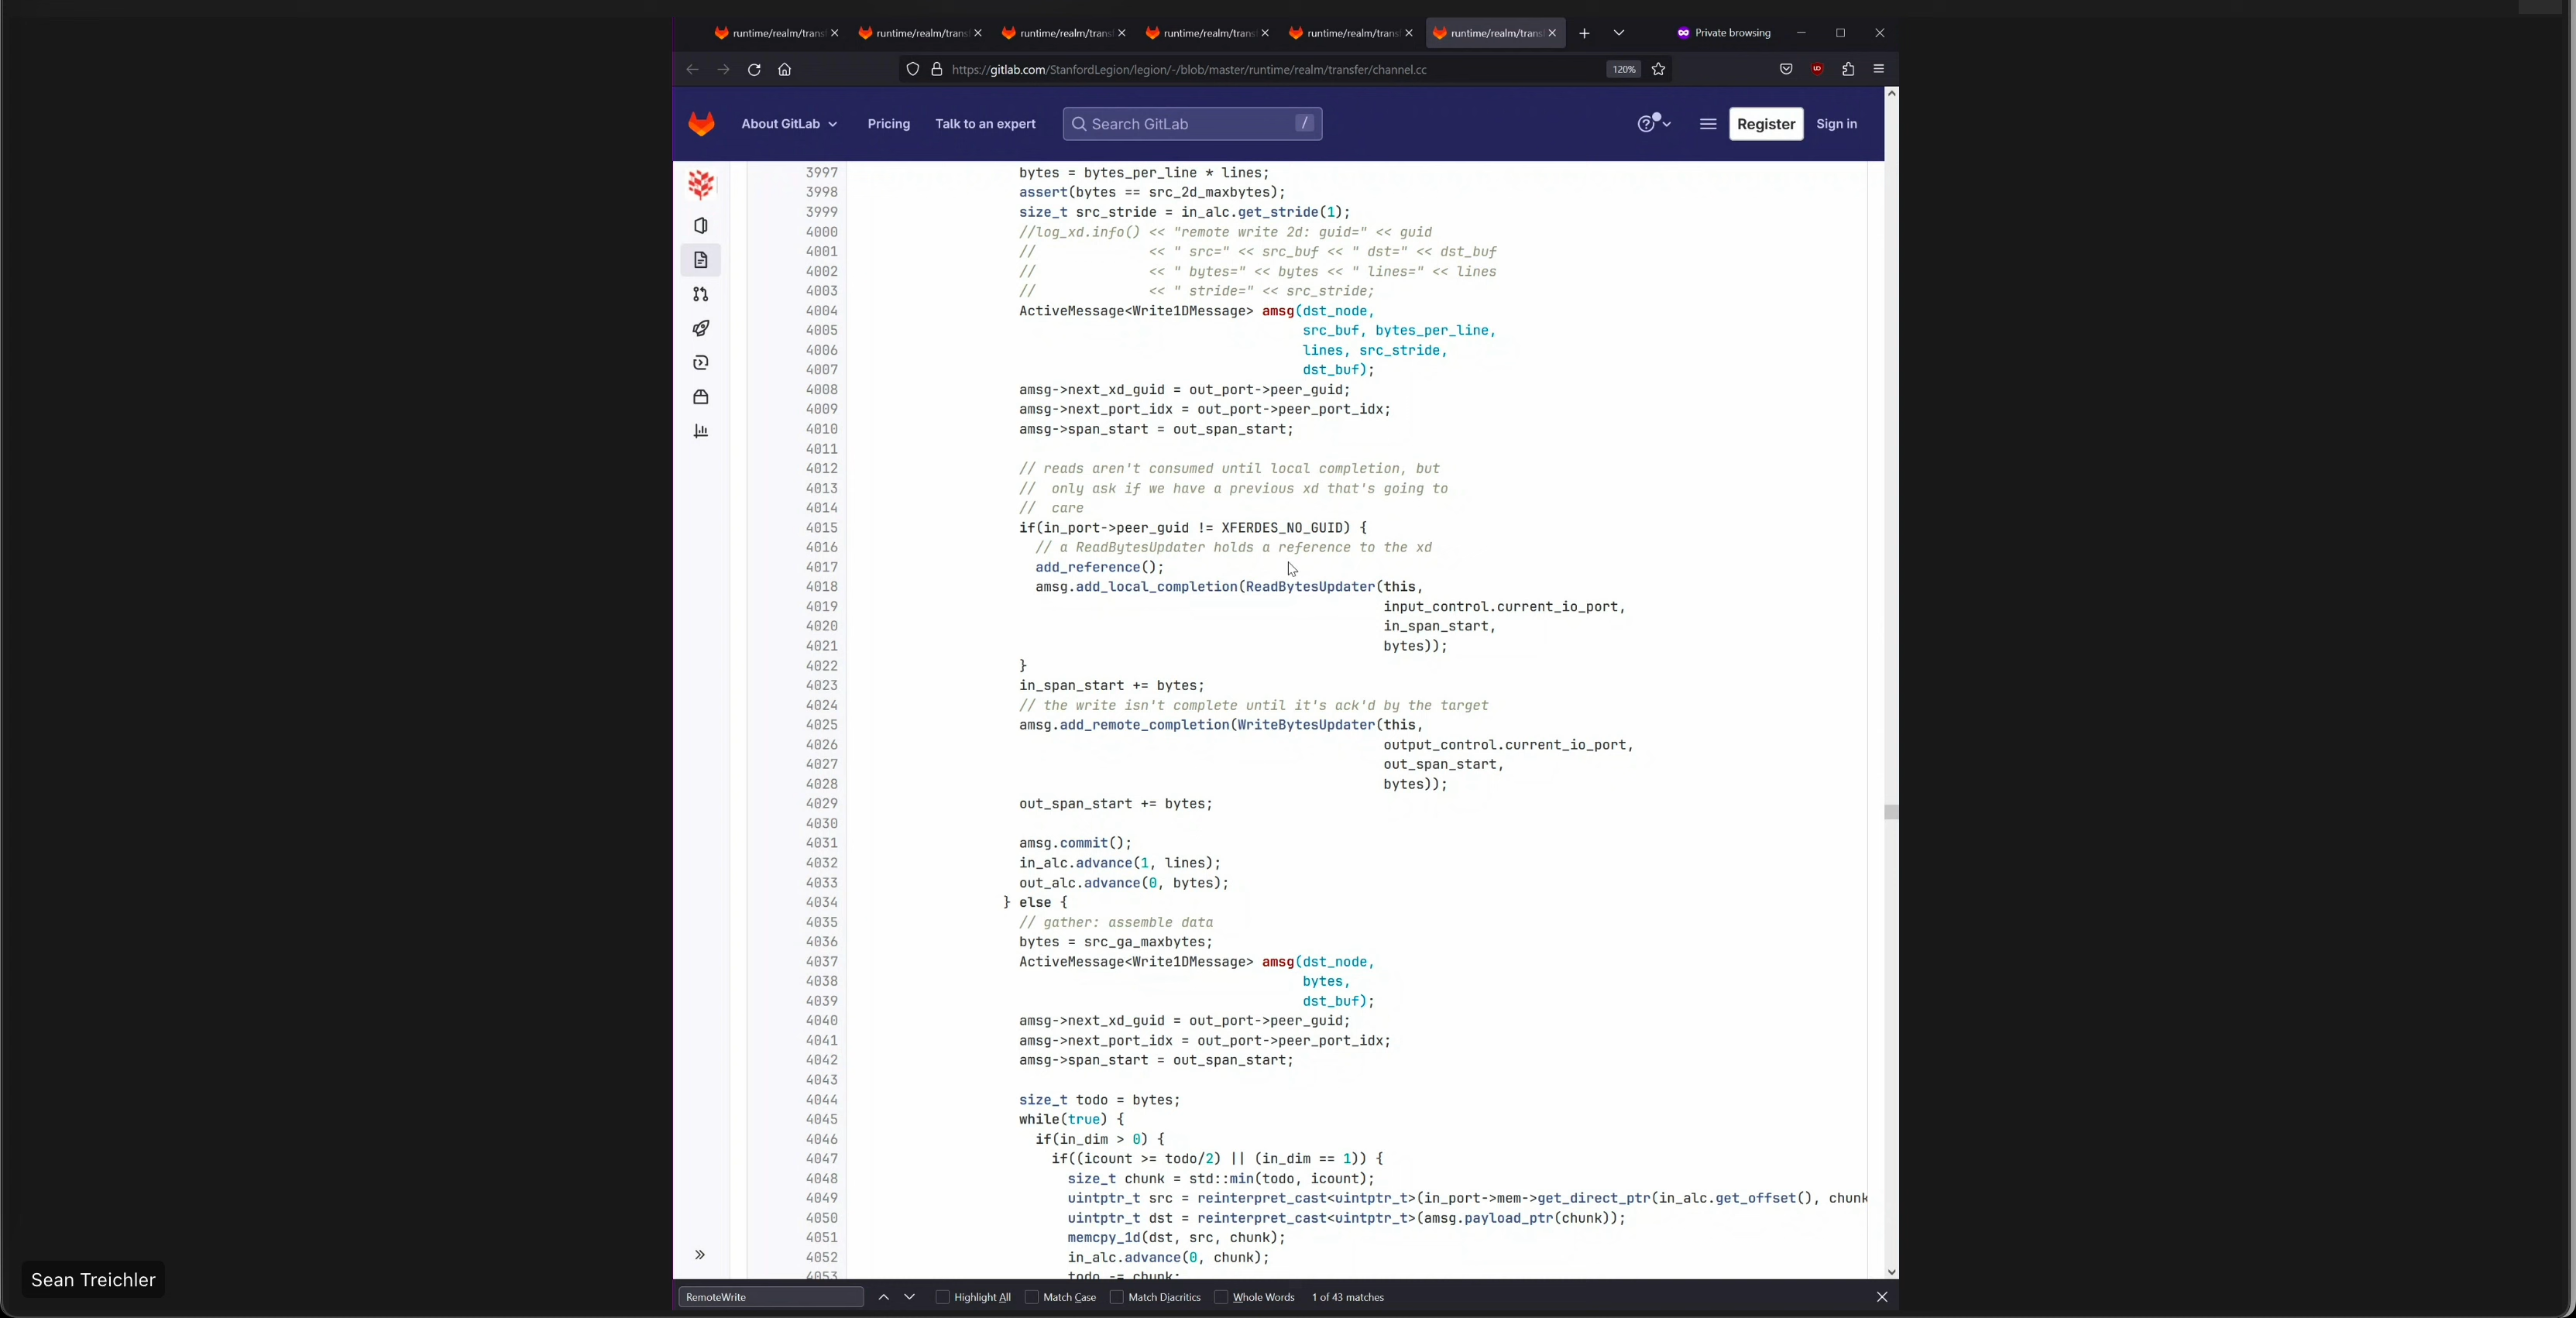 runtime/realm/trans
runtime/realm/trans
runtime/realm/trans
runtime/realm/trans
runtime/realm/trans
runtime/realm/trans
Private browsing
https://gitlab.com/StanfordLegion/legion/-/blob/master/runtime/realm/transfer/channel.cc
120%
About GitLab
Pricing
Talk to an expert
Search GitLab
/
Register
Sign in
3997 bytes = bytes_per_line * lines;
3998 assert(bytes == src_2d_maxbytes);
3999 size_t src_stride = in_alc.get_stride(1);
4000 //log_xd.info() << "remote write 2d: guid=" << guid
4001 // << " src=" << src_buf << " dst=" << dst_buf
4002 // << " bytes=" << bytes << " lines=" << lines
4003 // << " stride=" << src_stride;
4004 ActiveMessage<Write1DMessage> amsg(dst_node,
4005 src_buf, bytes_per_line,
4006 lines, src_stride,
4007 dst_buf);
4008 amsg->next_xd_guid = out_port->peer_guid;
4009 amsg->next_port_idx = out_port->peer_port_idx;
4010 amsg->span_start = out_span_start;
4011
4012 // reads aren't consumed until local completion, but
4013 // only ask if we have a previous xd that's going to
4014 // care
4015 if(in_port->peer_guid != XFERDES_NO_GUID) {
4016 // a ReadBytesUpdater holds a reference to the xd
4017 add_reference();
4018 amsg.add_local_completion(ReadBytesUpdater(this,
4019 input_control.current_io_port,
4020 in_span_start,
4021 bytes));
4022 }
4023 in_span_start += bytes;
4024 // the write isn't complete until it's ack'd by the target
4025 amsg.add_remote_completion(WriteBytesUpdater(this,
4026 output_control.current_io_port,
4027 out_span_start,
4028 bytes));
4029 out_span_start += bytes;
4030
4031 amsg.commit();
4032 in_alc.advance(1, lines);
4033 out_alc.advance(0, bytes);
4034 } else {
4035 // gather: assemble data
4036 bytes = src_ga_maxbytes;
4037 ActiveMessage<Write1DMessage> amsg(dst_node,
4038 bytes,
4039 dst_buf);
4040 amsg->next_xd_guid = out_port->peer_guid;
4041 amsg->next_port_idx = out_port->peer_port_idx;
4042 amsg->span_start = out_span_start;
4043
4044 size_t todo = bytes;
4045 while(true) {
4046 if(in_dim > 0) {
4047 if((icount >= todo/2) || (in_dim == 1)) {
4048 size_t chunk = std::min(todo, icount);
4049 uintptr_t src = reinterpret_cast<uintptr_t>(in_port->mem->get_direct_ptr(in_alc.get_offset(), chunk
4050 uintptr_t dst = reinterpret_cast<uintptr_t>(amsg.payload_ptr(chunk));
4051 memcpy_1d(dst, src, chunk);
4052 in_alc.advance(0, chunk);
4053 todo -= chunk;
Sean Treichler
RemoteWrite
Highlight All
Match Case
Match Diacritics
Whole Words
1 of 43 matches